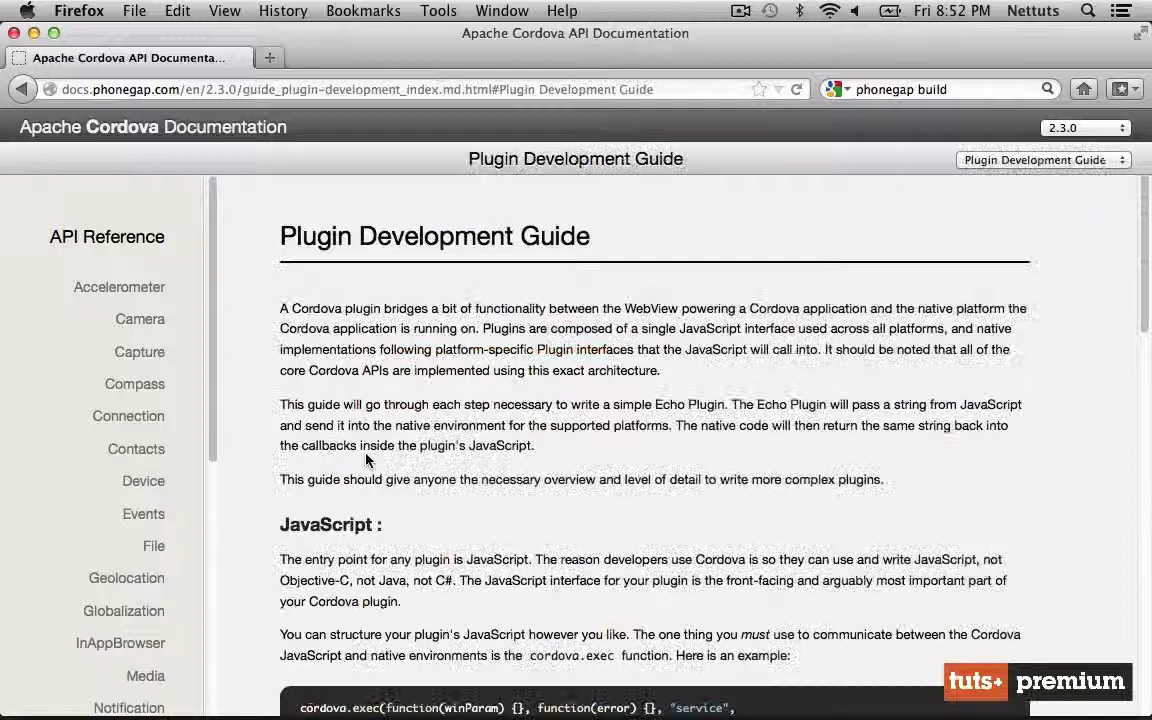 Firefox File Edit View History Bookmarks Tools Window Help Fri 8:52 PM Nettuts
Apache Cordova API Documentation
Apache Cordova API Documenta...
docs.phonegap.com/en/2.3.0/guide_plugin-development_index.md.html#Plugin Development Guide phonegap build
Apache Cordova Documentation 2.3.0
Plugin Development Guide Plugin Development Guide
API Reference
Accelerometer
Camera
Capture
Compass
Connection
Contacts
Device
Events
File
Geolocation
Globalization
InAppBrowser
Media
Notification
Plugin Development Guide
A Cordova plugin bridges a bit of functionality between the WebView powering a Cordova application and the native platform the
Cordova application is running on. Plugins are composed of a single JavaScript interface used across all platforms, and native
implementations following platform-specific Plugin interfaces that the JavaScript will call into. It should be noted that all of the
core Cordova APIs are implemented using this exact architecture.
This guide will go through each step necessary to write a simple Echo Plugin. The Echo Plugin will pass a string from JavaScript
and send it into the native environment for the supported platforms. The native code will then return the same string back into
the callbacks inside the plugin's JavaScript.
This guide should give anyone the necessary overview and level of detail to write more complex plugins.
JavaScript :
The entry point for any plugin is JavaScript. The reason developers use Cordova is so they can use and write JavaScript, not
Objective-C, not Java, not C#. The JavaScript interface for your plugin is the front-facing and arguably most important part of
your Cordova plugin.
You can structure your plugin's JavaScript however you like. The one thing you must use to communicate between the Cordova
JavaScript and native environments is the cordova.exec function. Here is an example:
cordova.exec(function(winParam) {}, function(error) {}, "service",
tuts+ premium